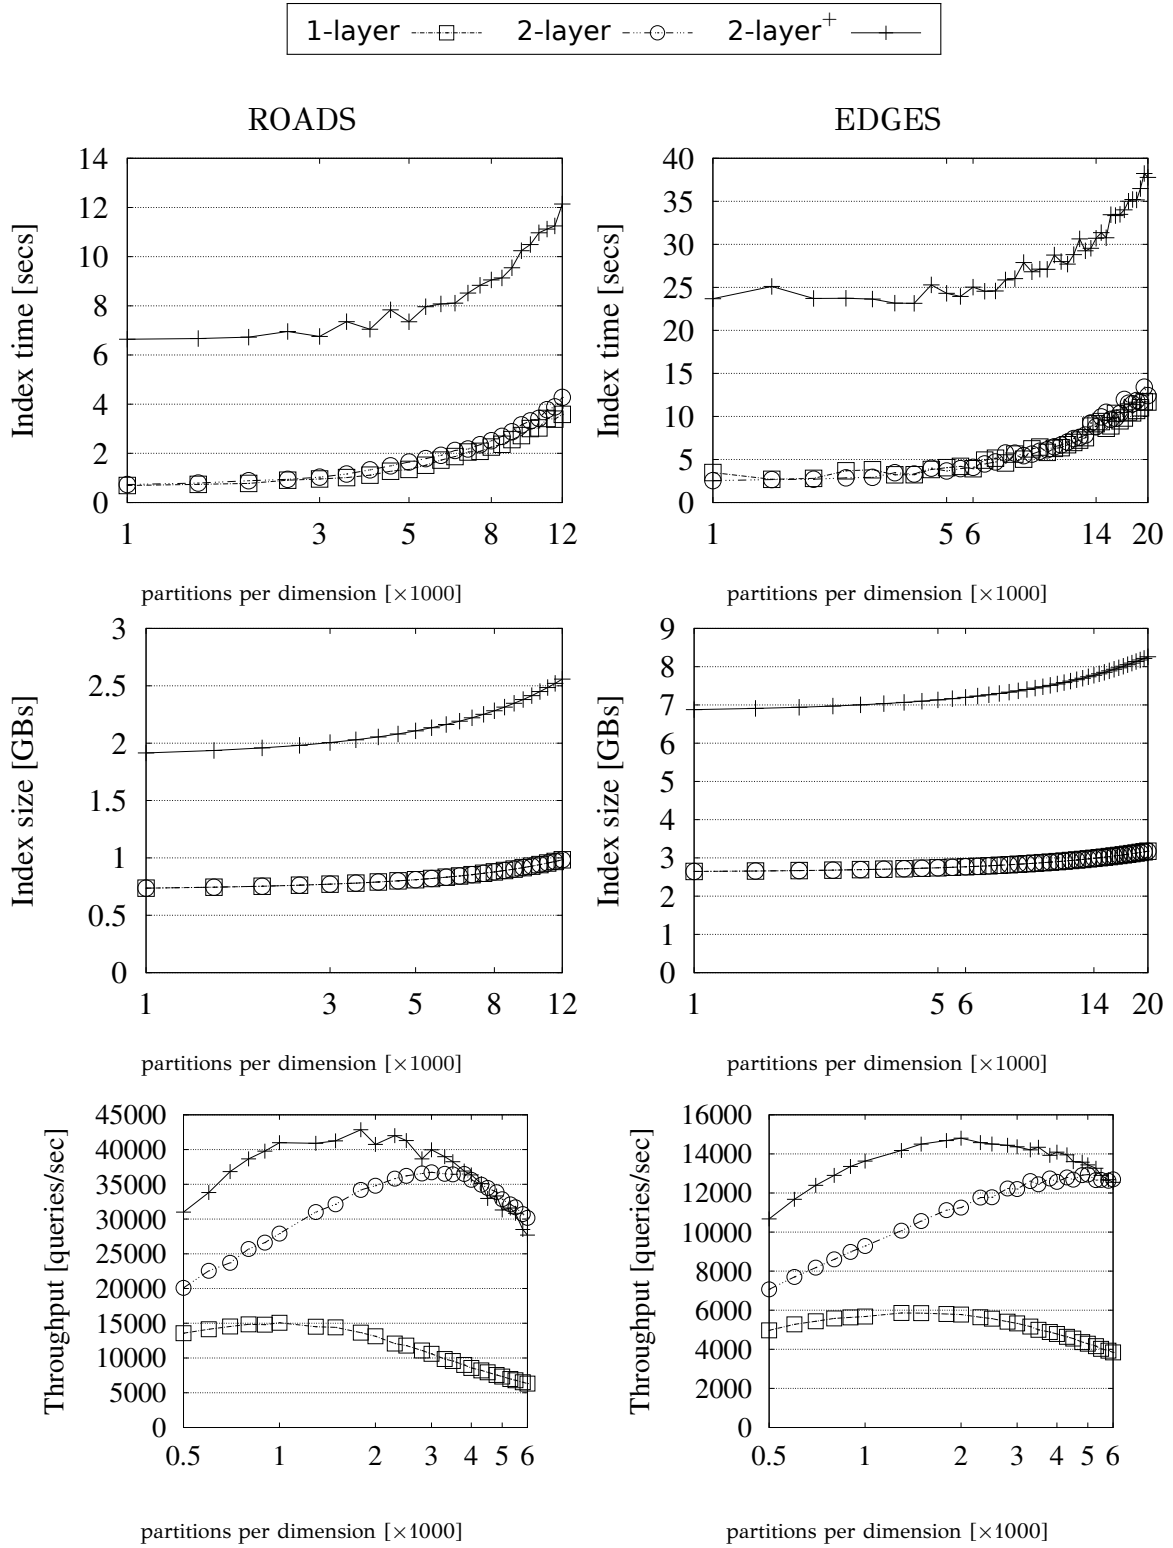 1-layer 2-layer 2-layer+
ROADS
14
12
10
8
6
4
2
0
Index time [secs]
1 3 5 8 12
partitions per dimension [×1000]
EDGES
40
35
30
25
20
15
10
5
0
Index time [secs]
1 5 6 14 20
partitions per dimension [×1000]
3
2.5
2
1.5
1
0.5
0
Index size [GBs]
1 3 5 8 12
partitions per dimension [×1000]
9
8
7
6
5
4
3
2
1
0
Index size [GBs]
1 5 6 14 20
partitions per dimension [×1000]
45000
40000
35000
30000
25000
20000
15000
10000
5000
0
Throughput [queries/sec]
0.5 1 2 3 4 5 6
partitions per dimension [×1000]
16000
14000
12000
10000
8000
6000
4000
2000
0
Throughput [queries/sec]
0.5 1 2 3 4 5 6
partitions per dimension [×1000]